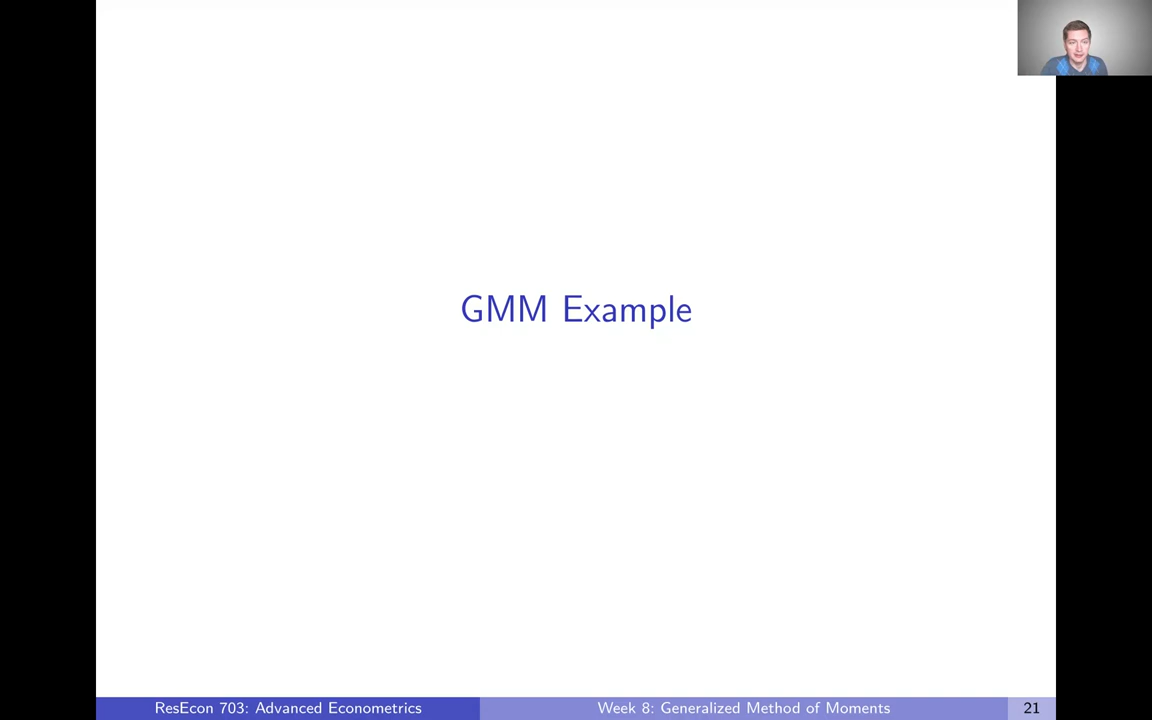 GMM Example
ResEcon 703: Advanced Econometrics
Week 8: Generalized Method of Moments
21